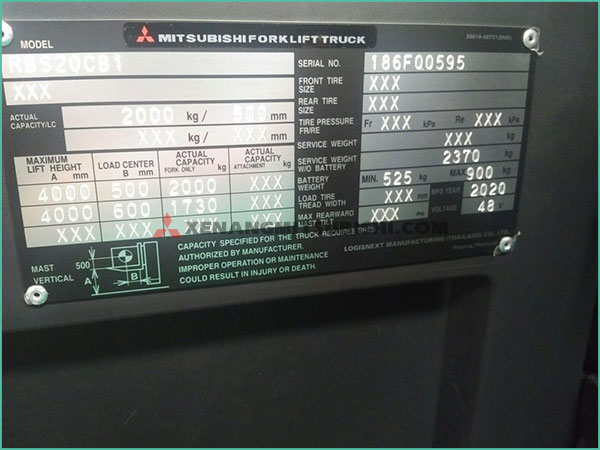 MITSUBISHI FORKLIFT TRUCK
MODEL
RBS20CB1
SERIAL NO. 186FQ0595
XXX
FRONT TIRE SIZE XXX
REAR TIRE SIZE XXX
ACTUAL CAPACITY/LC 2000 kg / 500 mm
XXX kg / XXX mm
TIRE PRESSURE FR/RE Fr XXX kPa Re XXX kPa
SERVICE WEIGHT XXX kg
SERVICE WEIGHT W/O BATTERY 2370 kg
MAXIMUM LIFT HEIGHT A mm
LOAD CENTER B mm
ACTUAL CAPACITY FORK ONLY kg
ACTUAL CAPACITY ATTACHMENT kg
4000 500 2000 XXX
4000 600 1730 XXX
XXX XXX XXX XXX
BATTERY WEIGHT MIN. 525 kg MAX 900 kg
LOAD TIRE TREAD WIDTH XXX mm MFG YEAR 2020
MAX REARWARD MAST TILT XXX VOLTAGE 48 V
XENANGMITSUBISHI.COM
MAST VERTICAL
500
A
B
CAPACITY SPECIFIED FOR THE TRUCK REQUIRES TIRES
AUTHORIZED BY MANUFACTURER.
IMPROPER OPERATION OR MAINTENANCE
COULD RESULT IN INJURY OR DEATH.
LOGISNEXT MANUFACTURING (THAILAND) CO., LTD.